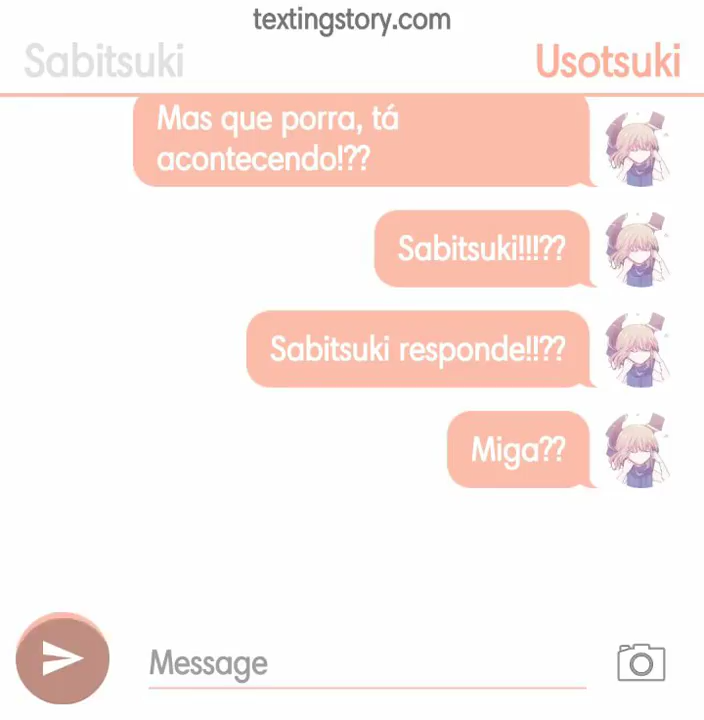 textingstory.com
Sabitsuki
Usotsuki
Mas que porra, tá
acontecendo!??
Sabitsuki!!!??
Sabitsuki responde!!??
Miga??
Message